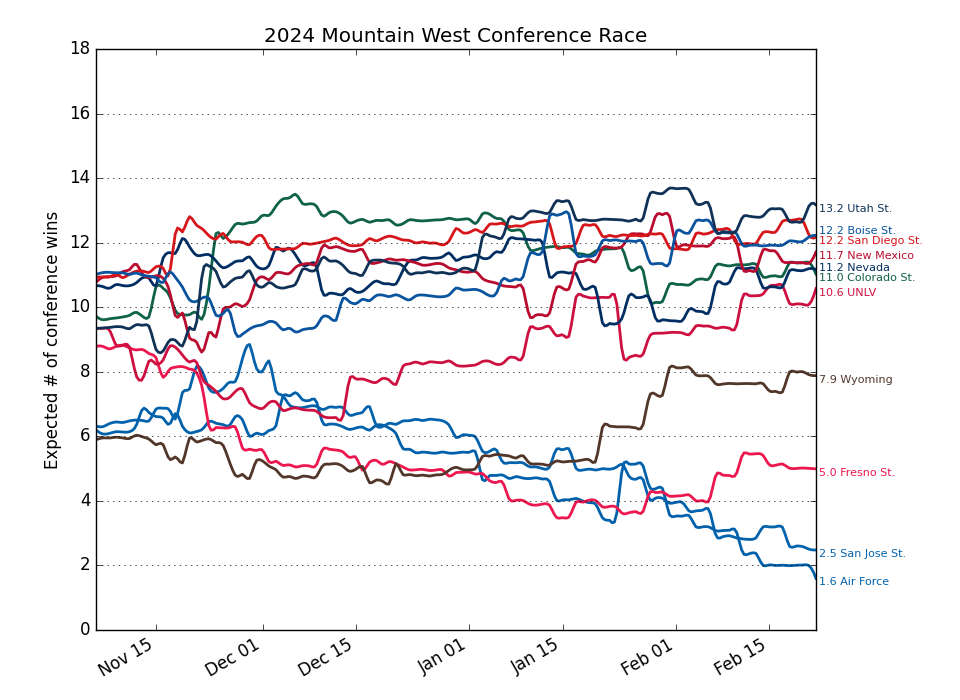 2024 Mountain West Conference Race
Expected # of conference wins
18
16
14
12
10
8
6
4
2
0
Nov 15
Dec 01
Dec 15
Jan 01
Jan 15
Feb 01
Feb 15
13.2 Utah St.
12.2 Boise St.
12.2 San Diego St.
11.7 New Mexico
11.2 Nevada
11.0 Colorado St.
10.6 UNLV
7.9 Wyoming
5.0 Fresno St.
2.5 San Jose St.
1.6 Air Force